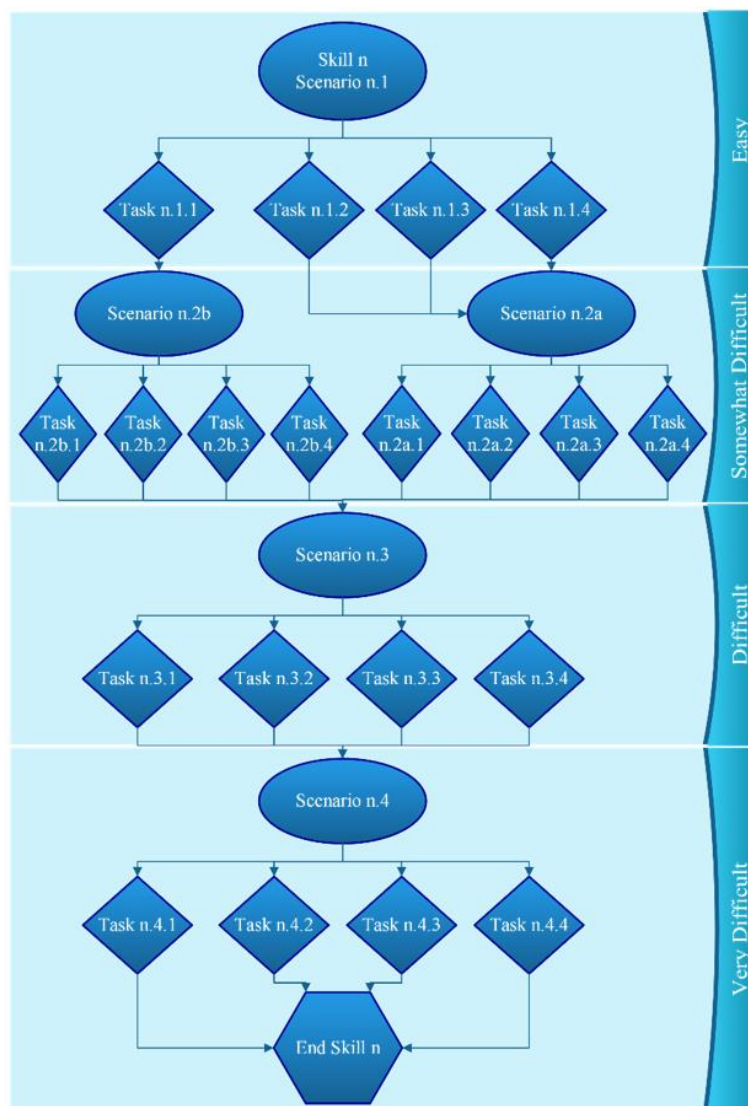 Skill n
Scenario n.1
Easy
Task n.1.1
Task n.1.2
Task n.1.3
Task n.1.4
Scenario n.2b
Scenario n.2a
Somewhat Difficult
Task
n.2b.1
Task
n.2b.2
Task
n.2b.3
Task
n.2b.4
Task
n.2a.1
Task
n.2a.2
Task
n.2a.3
Task
n.2a.4
Scenario n.3
Difficult
Task n.3.1
Task n.3.2
Task n.3.3
Task n.3.4
Scenario n.4
Very Difficult
Task n.4.1
Task n.4.2
Task n.4.3
Task n.4.4
End Skill n